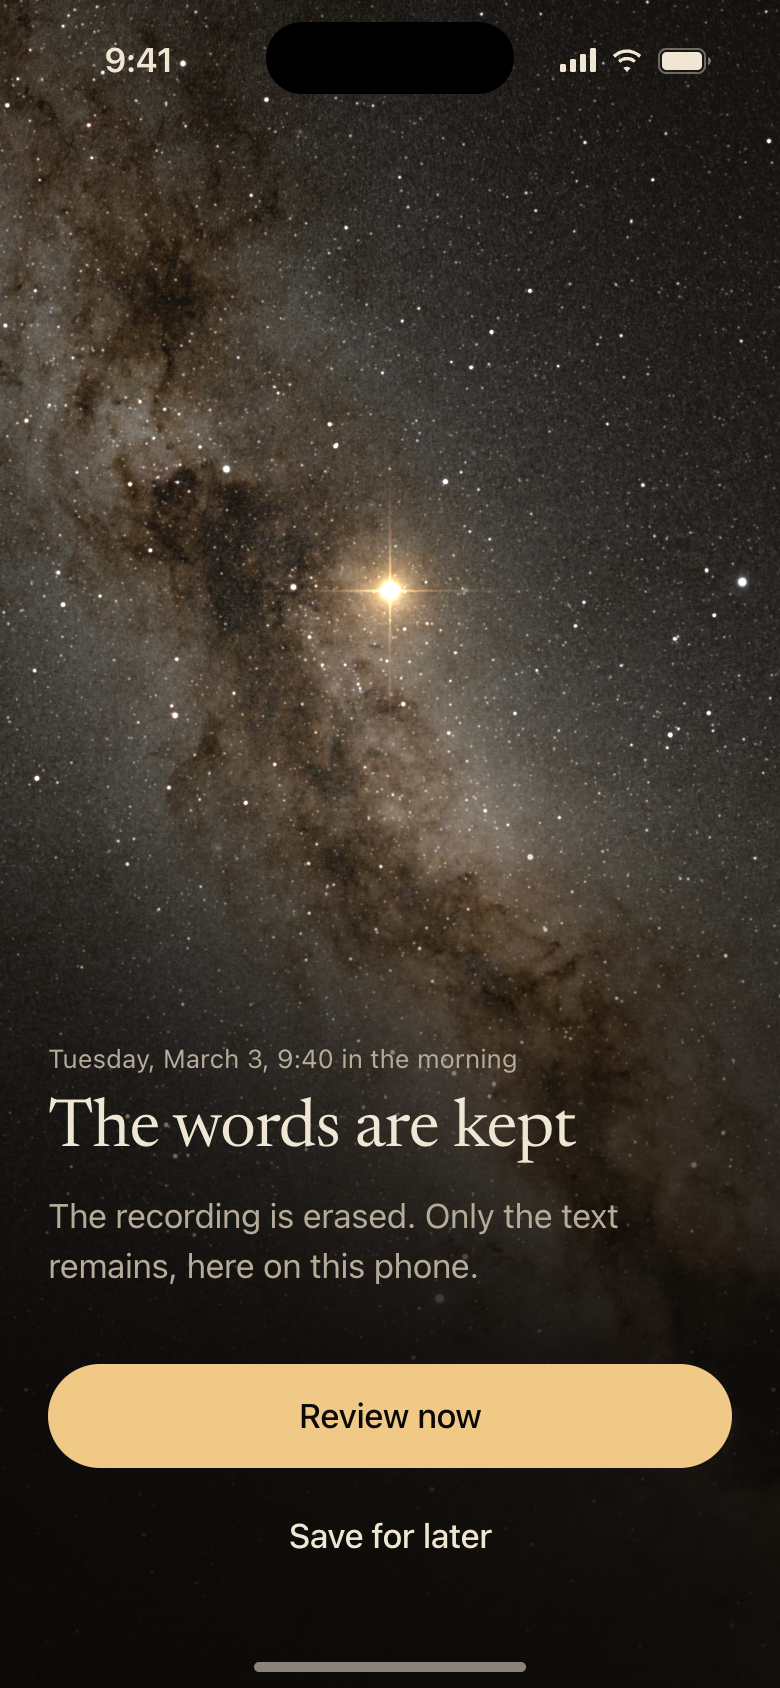 9:41
Tuesday, March 3, 9:40 in the morning
The words are kept
The recording is erased. Only the text
remains, here on this phone.
Review now
Save for later